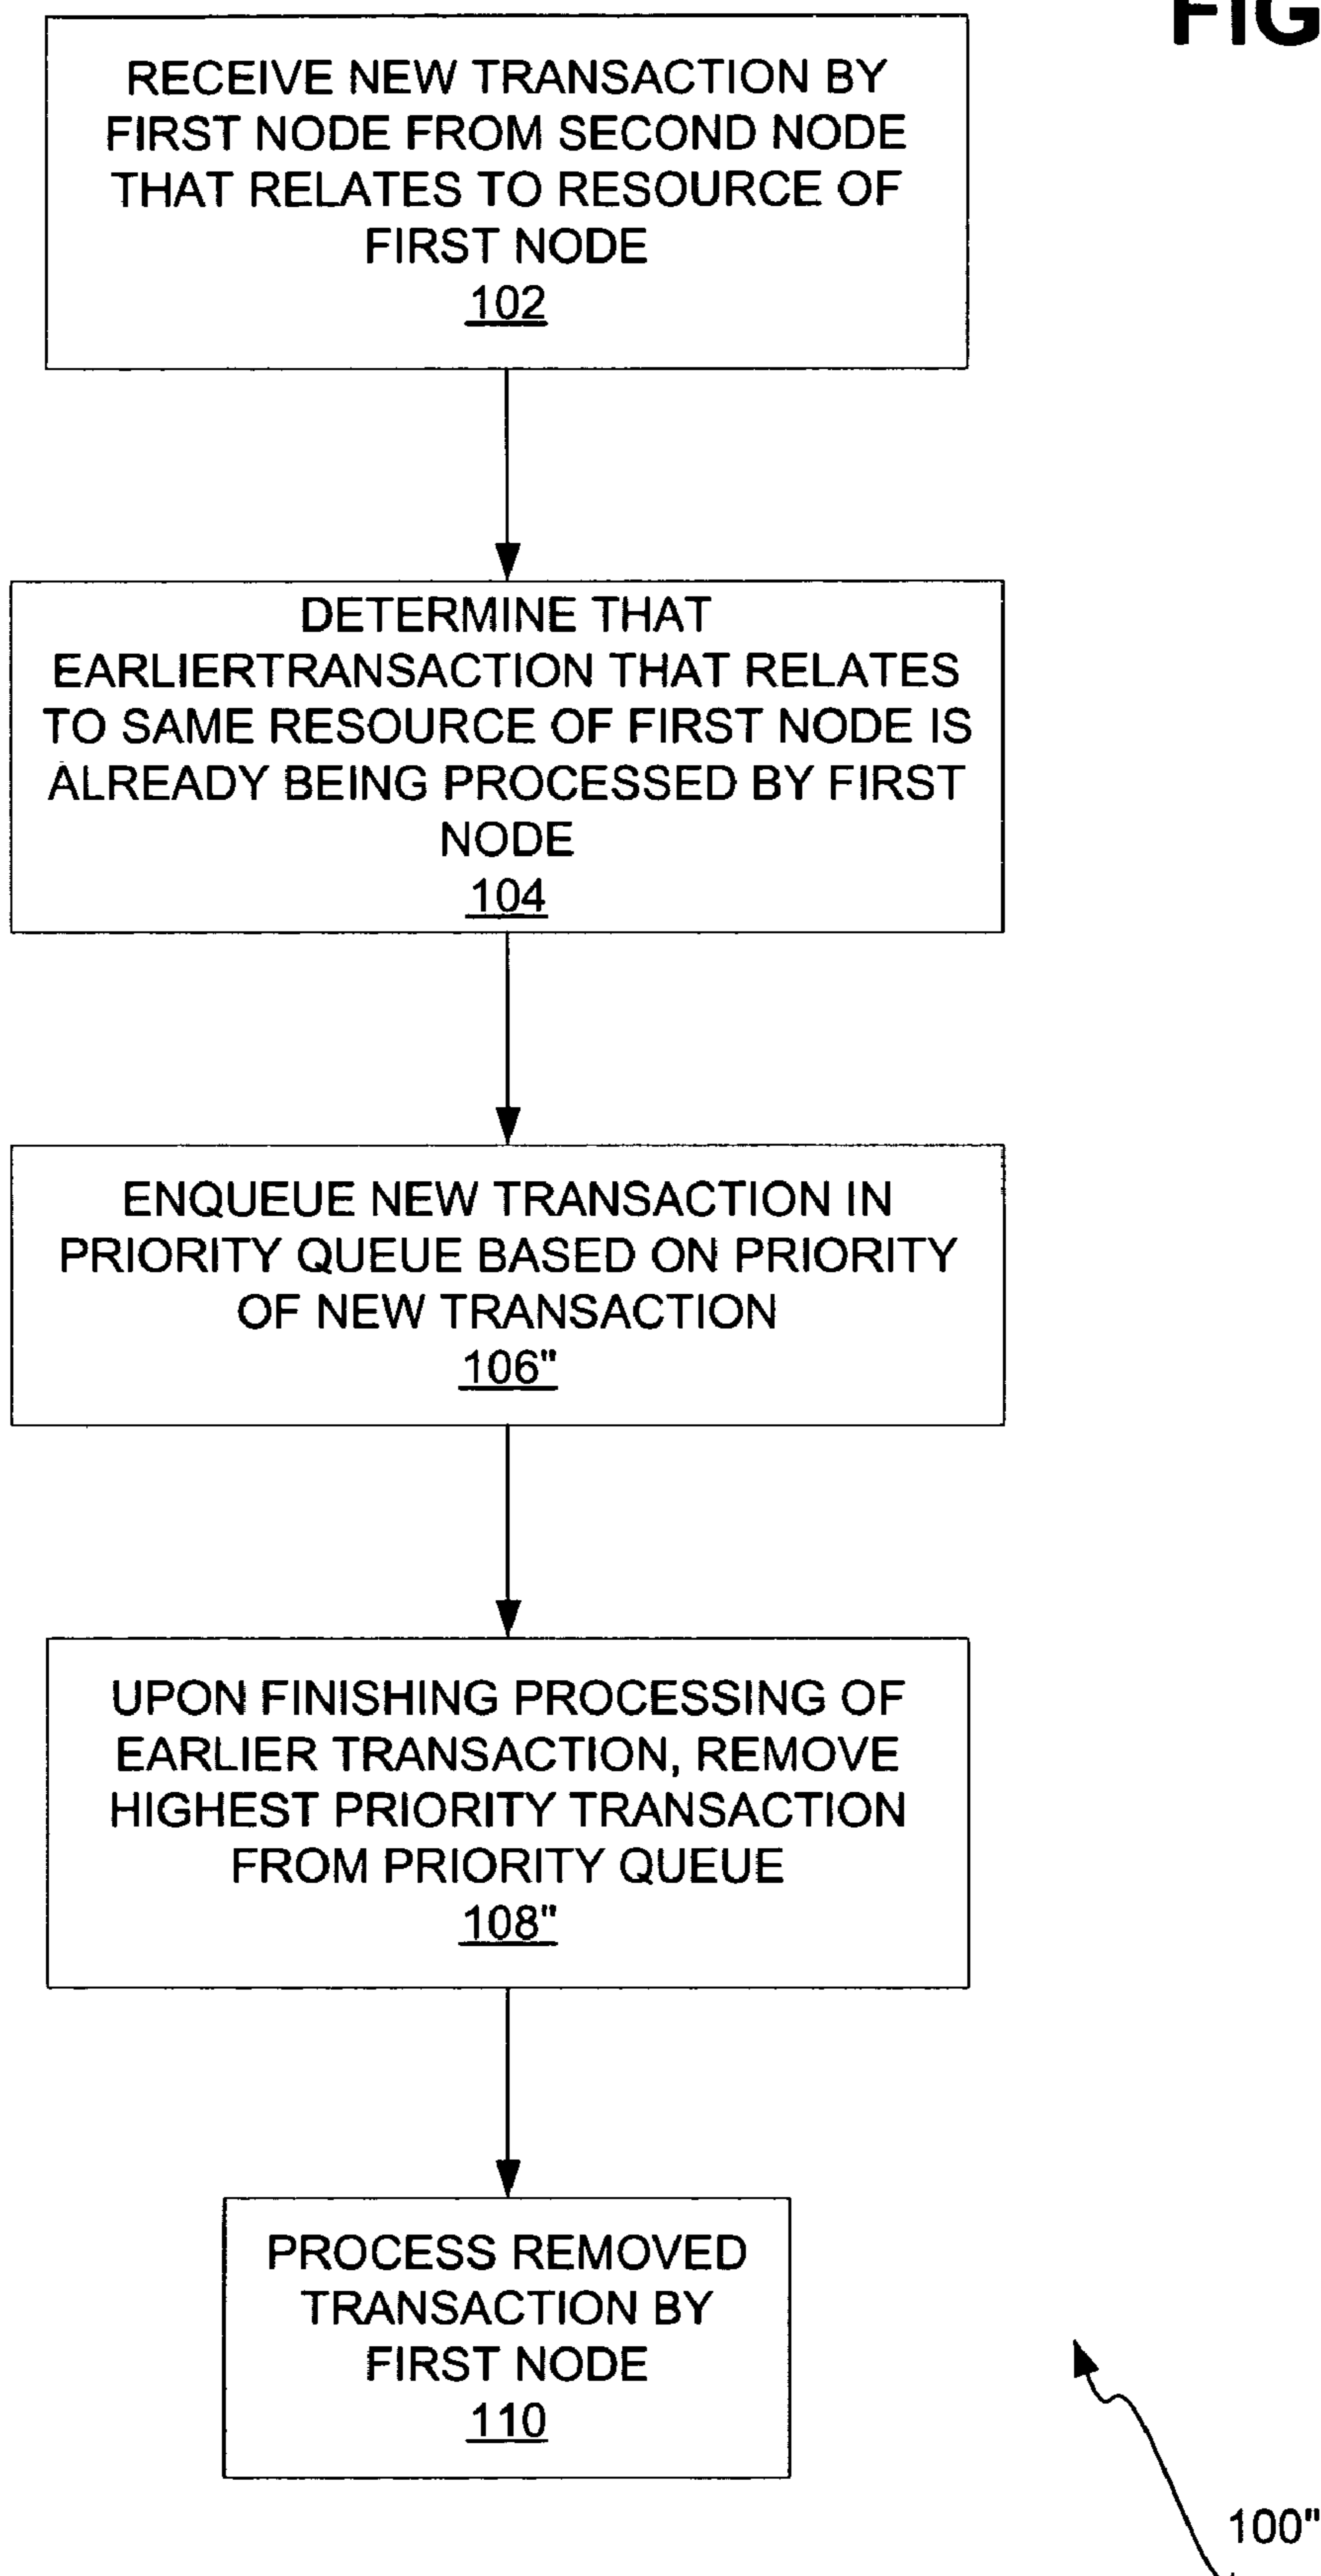 FIG
RECEIVE NEW TRANSACTION BY
FIRST NODE FROM SECOND NODE
THAT RELATES TO RESOURCE OF
FIRST NODE
102
DETERMINE THAT
EARLIERTRANSACTION THAT RELATES
TO SAME RESOURCE OF FIRST NODE IS
ALREADY BEING PROCESSED BY FIRST
NODE
104
ENQUEUE NEW TRANSACTION IN
PRIORITY QUEUE BASED ON PRIORITY
OF NEW TRANSACTION
106"
UPON FINISHING PROCESSING OF
EARLIER TRANSACTION, REMOVE
HIGHEST PRIORITY TRANSACTION
FROM PRIORITY QUEUE
108"
PROCESS REMOVED
TRANSACTION BY
FIRST NODE
110
100"